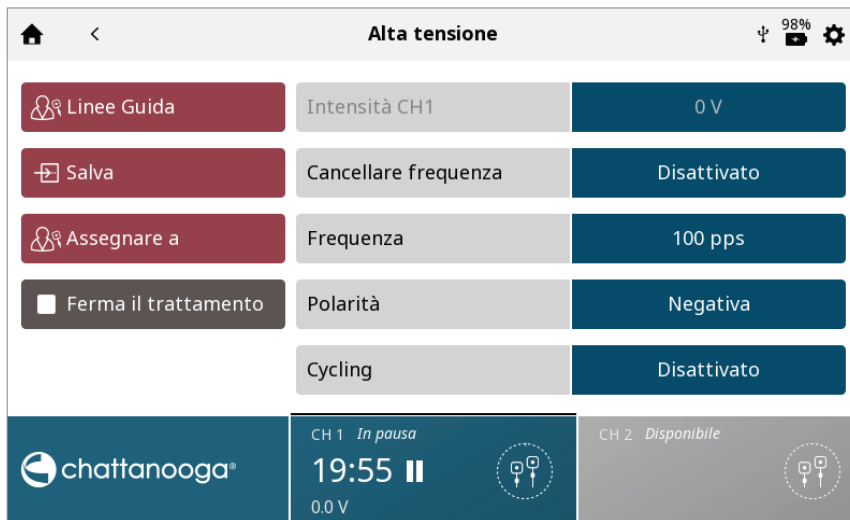 Alta tensione
98%
Linee Guida
Intensità CH1
0 V
Salva
Cancellare frequenza
Disattivato
Assegnare a
Frequenza
100 pps
Ferma il trattamento
Polarità
Negativa
Cycling
Disattivato
chattanooga®
CH 1 In pausa
19:55
0.0 V
CH 2 Disponibile